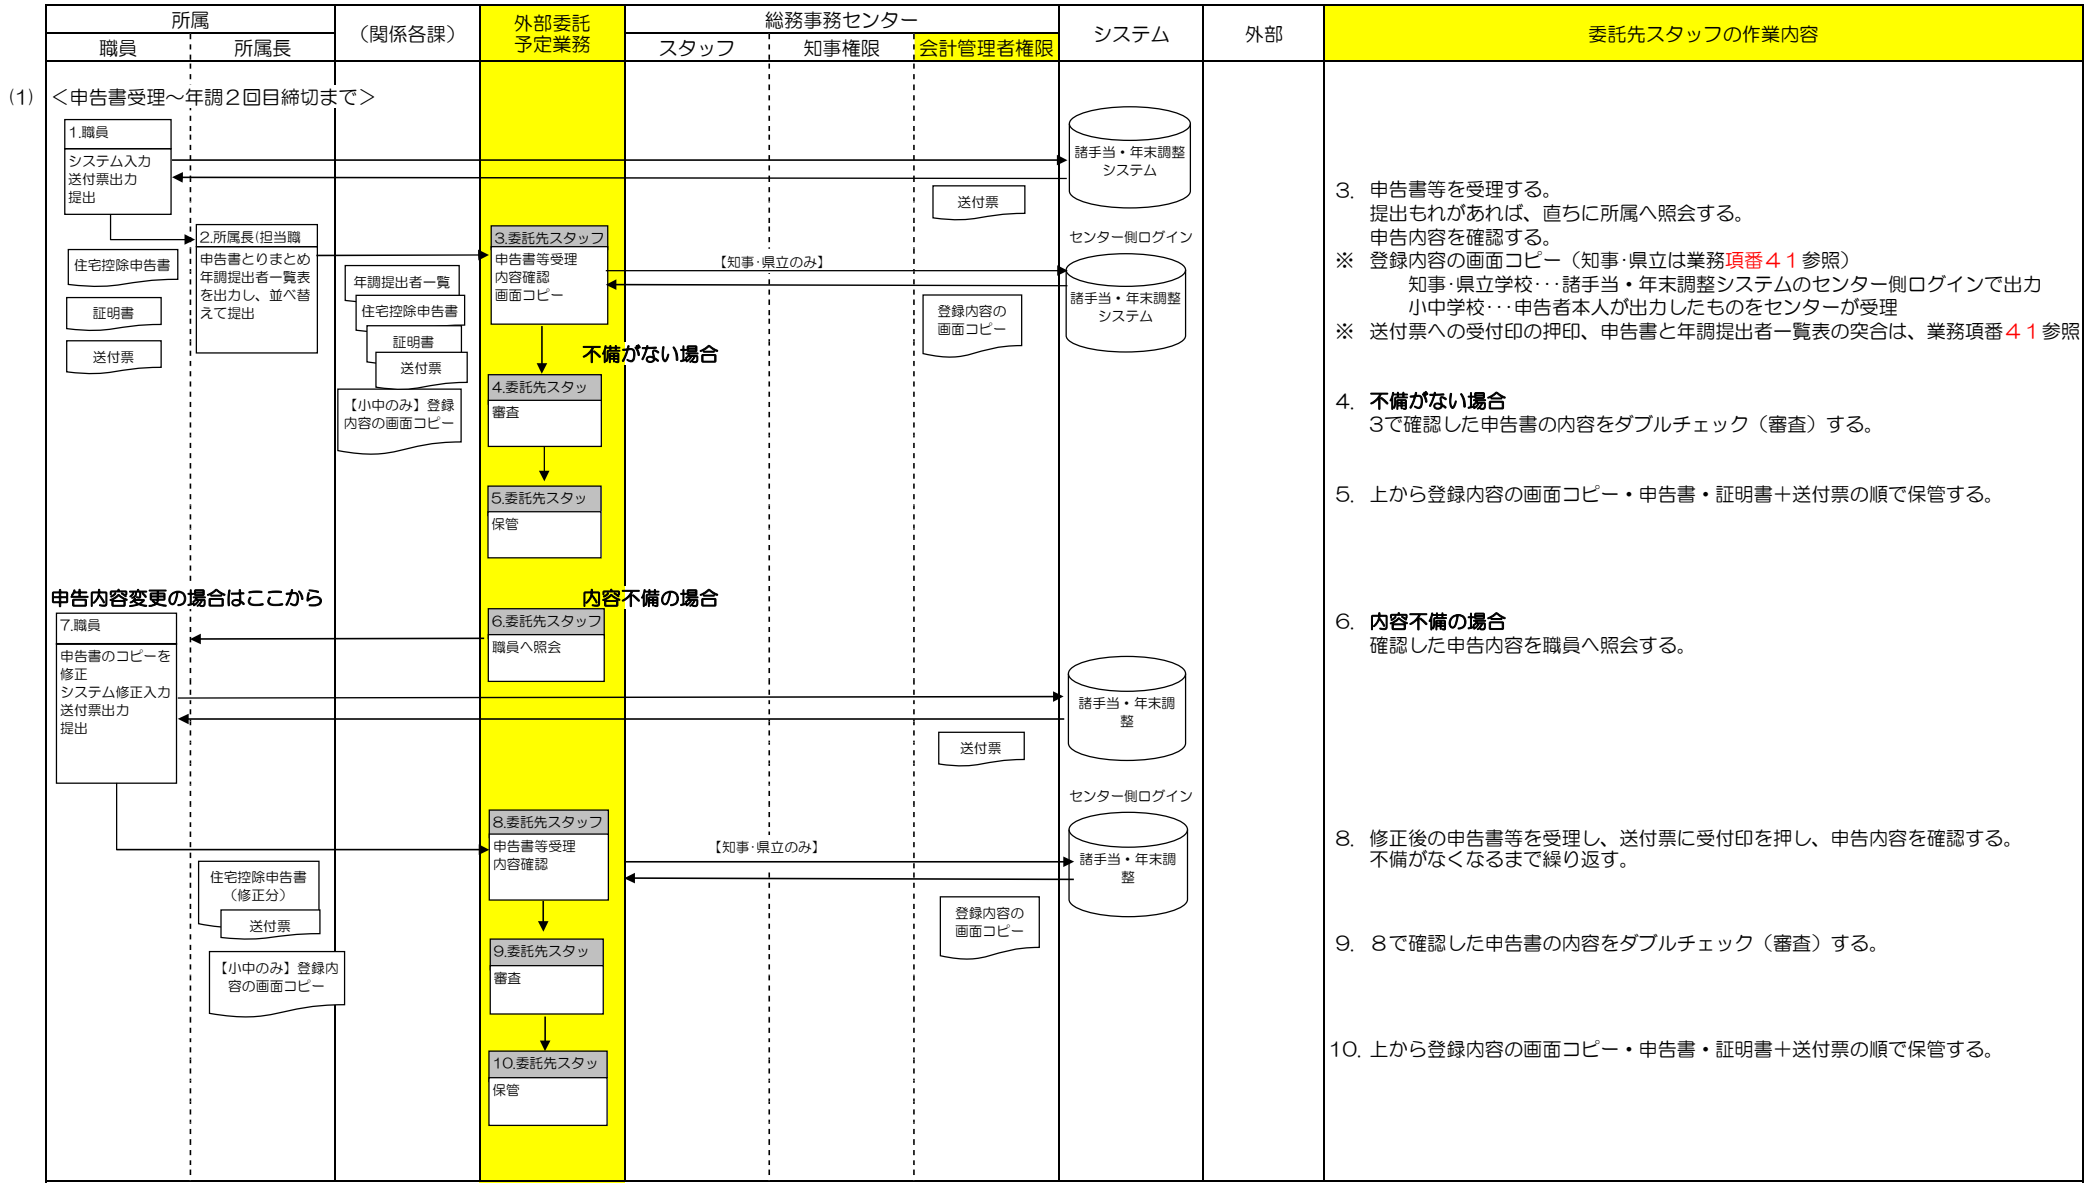 所属
（関係各課）
外部委託
予定業務
総務事務センター
システム
外部
委託先スタッフの作業内容
職員
所属長
スタッフ
知事権限
会計管理者権限
(1)
＜申告書受理～年調２回目締切まで＞
1.職員
システム入力
送付票出力
提出
諸手当・年末調整
システム
送付票
2.所属長(担当職
申告書とりまとめ
年調提出者一覧表
を出力し、並べ替
えて提出
住宅控除申告書
証明書
送付票
年調提出者一覧
住宅控除申告書
証明書
送付票
【小中のみ】登録
内容の画面コピー
3.委託先スタッフ
申告書等受理
内容確認
画面コピー
【知事･県立のみ】
センター側ログイン
諸手当・年末調整
システム
登録内容の
画面コピー
不備がない場合
4.委託先スタッ
審査
5.委託先スタッ
保管
3. 申告書等を受理する。
提出もれがあれば、直ちに所属へ照会する。
申告内容を確認する。
※ 登録内容の画面コピー（知事･県立は業務項番４１参照）
知事･県立学校･･･諸手当・年末調整システムのセンター側ログインで出力
小中学校･･･申告者本人が出力したものをセンターが受理
※ 送付票への受付印の押印、申告書と年調提出者一覧表の突合は、業務項番４１参照
4. 不備がない場合
3で確認した申告書の内容をダブルチェック（審査）する。
5. 上から登録内容の画面コピー・申告書・証明書＋送付票の順で保管する。
申告内容変更の場合はここから
内容不備の場合
7.職員
申告書のコピーを
修正
システム修正入力
送付票出力
提出
6.委託先スタッフ
職員へ照会
諸手当・年末調
整
送付票
6. 内容不備の場合
確認した申告内容を職員へ照会する。
センター側ログイン
8.委託先スタッフ
申告書等受理
内容確認
【知事･県立のみ】
諸手当・年末調
整
登録内容の
画面コピー
住宅控除申告書
（修正分）
送付票
【小中のみ】登録内
容の画面コピー
9.委託先スタッ
審査
10.委託先スタッ
保管
8. 修正後の申告書等を受理し、送付票に受付印を押し、申告内容を確認する。
不備がなくなるまで繰り返す。
9. ８で確認した申告書の内容をダブルチェック（審査）する。
10. 上から登録内容の画面コピー・申告書・証明書＋送付票の順で保管する。